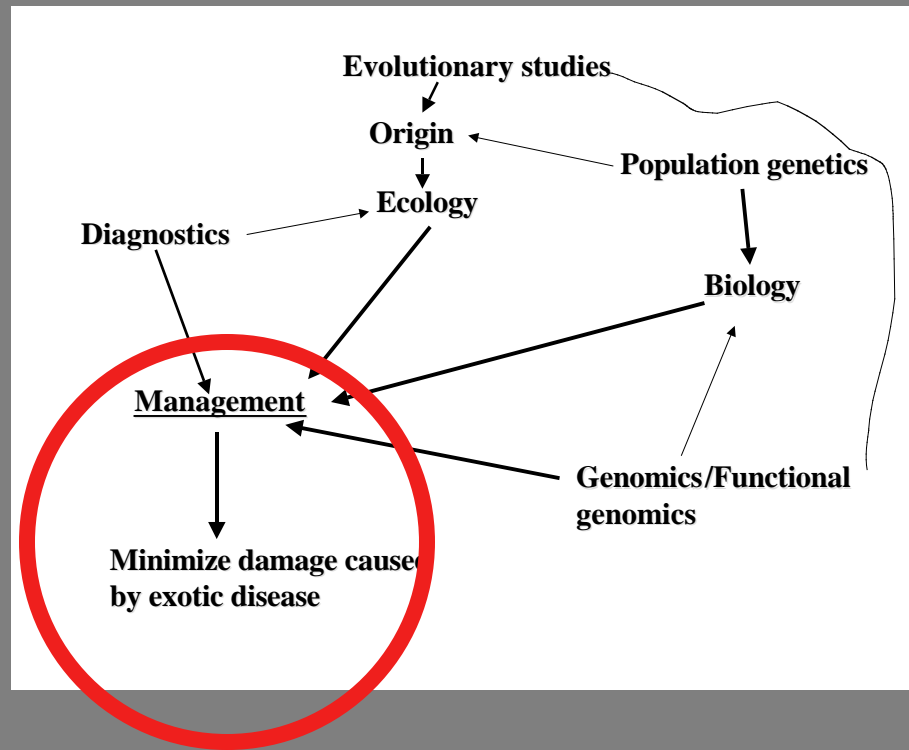 Evolutionary studies
Origin
Population genetics
Ecology
Diagnostics
Biology
Management
Genomics/Functional
genomics
Minimize damage caused
by exotic disease